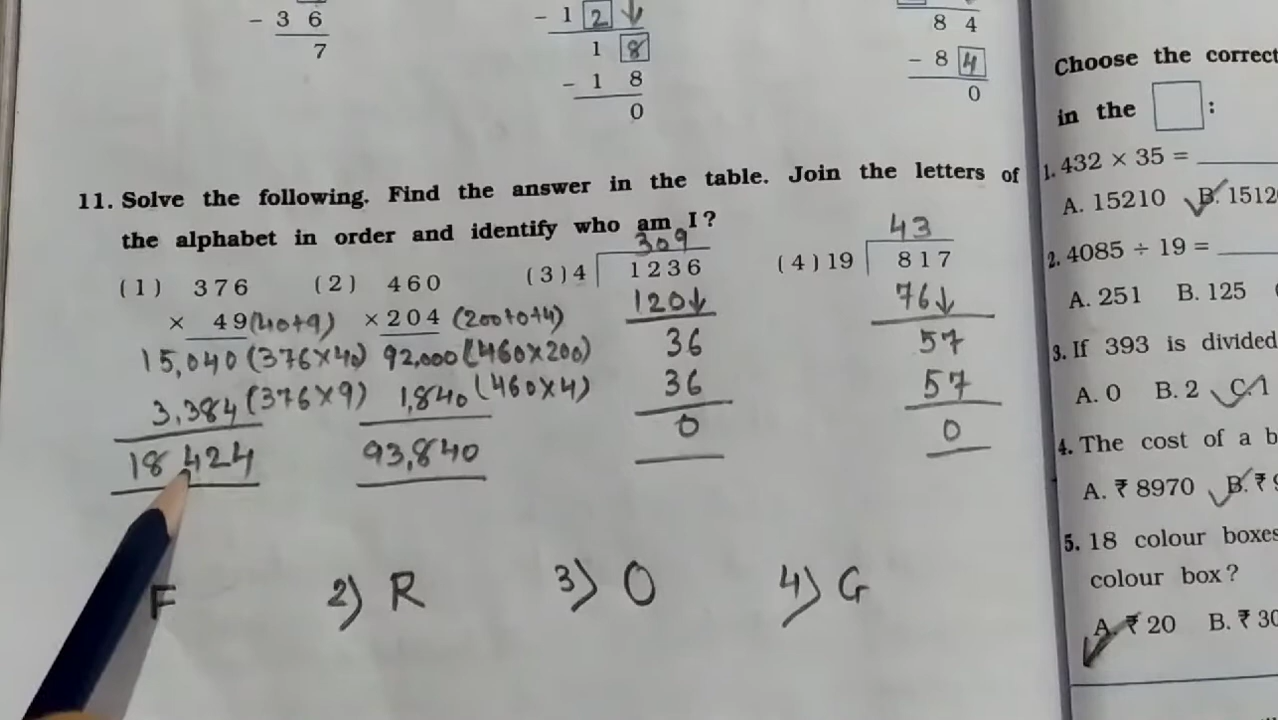 - 3 6
7
- 1 2 ↓
1 8
- 1 8
0
8 4
- 8 4
0
11. Solve the following. Find the answer in the table. Join the letters of
the alphabet in order and identify who am I?
(1) 376
× 49 (40+9)
15,040 (376×40)
3,384 (376×9)
18 424
(2) 460
× 204 (200+0+4)
92,000 (460×200)
1,840 (460×4)
93,840
309
(3) 4 1236
120↓
36
36
0
43
(4) 19 817
76↓
57
57
0
F
2) R
3) O
4) G
Choose the correct
in the :
1. 432 × 35 =
A. 15210 B. 1512
2. 4085 ÷ 19 =
A. 251 B. 125
3. If 393 is divided
A. 0 B. 2 C. 1
4. The cost of a b
A. ₹ 8970 B. ₹
5. 18 colour boxes
colour box?
A. ₹ 20 B. ₹ 30